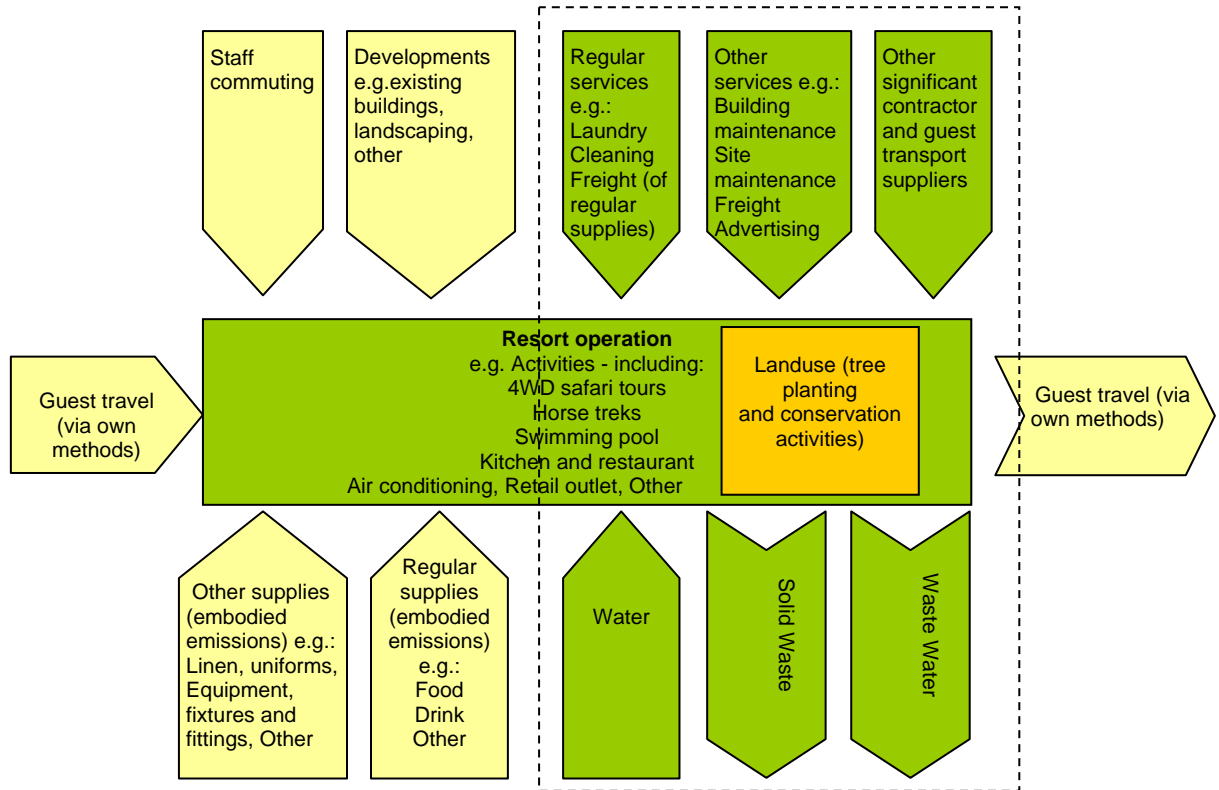 Staff
commuting
Developments
e.g.existing
buildings,
landscaping,
other
Regular
services
e.g.:
Laundry
Cleaning
Freight (of
regular
supplies)
Other
services e.g.:
Building
maintenance
Site
maintenance
Freight
Advertising
Other
significant
contractor
and guest
transport
suppliers
Guest travel
(via own
methods)
Resort operation
e.g. Activities - including:
4WD safari tours
Horse treks
Swimming pool
Kitchen and restaurant
Air conditioning, Retail outlet, Other
Landuse (tree
planting
and conservation
activities)
Guest travel (via
own methods)
Other supplies
(embodied
emissions) e.g.:
Linen, uniforms,
Equipment,
fixtures and
fittings, Other
Regular
supplies
(embodied
emissions)
e.g.:
Food
Drink
Other
Water
Solid Waste
Waste Water